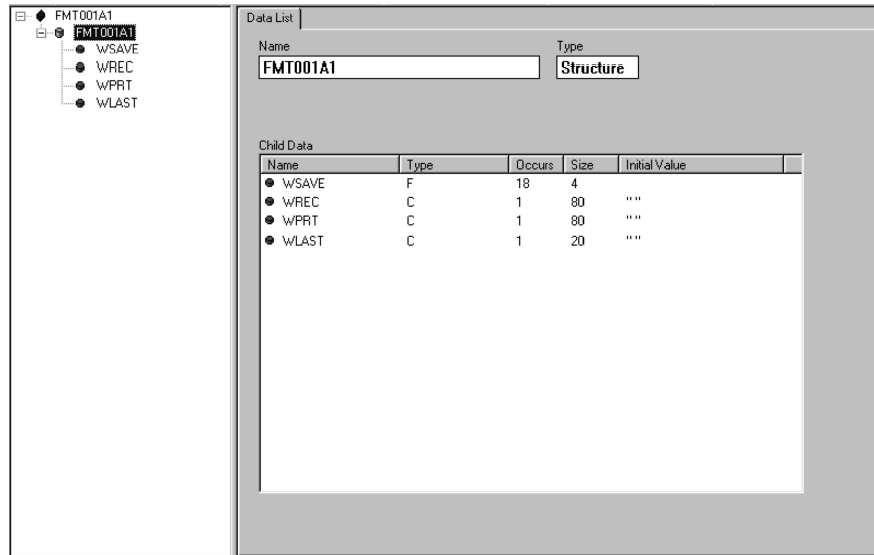 FMT001A1
FMT001A1
WSAVE
WREC
WPRT
WLAST
Data List
Name Type
FMT001A1 Structure
Child Data
Name Type Occurs Size Initial Value
WSAVE F 18 4
WREC C 1 80 " "
WPRT C 1 80 " "
WLAST C 1 20 " "